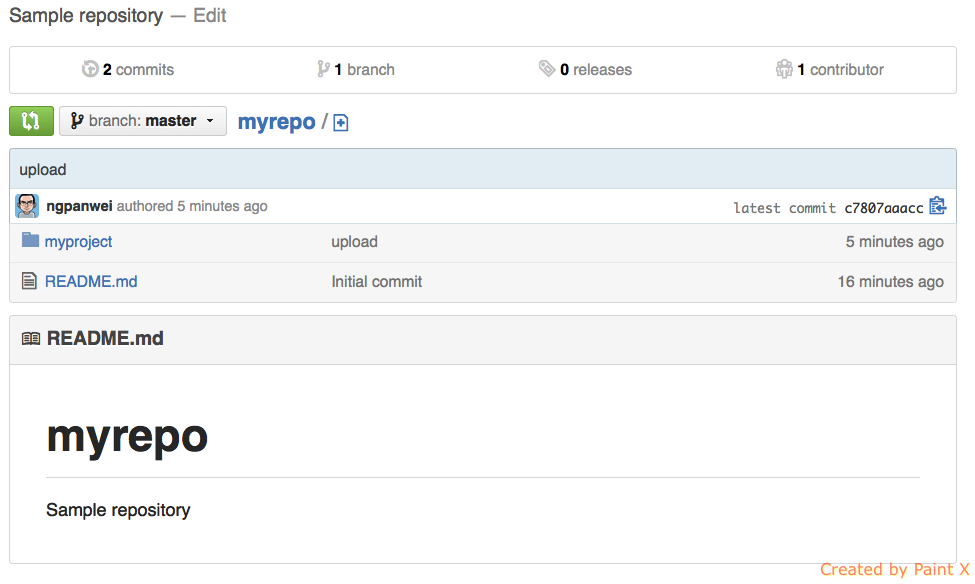 Sample repository — Edit
2 commits 1 branch 0 releases 1 contributor
branch: master myrepo /
upload
ngpanwei authored 5 minutes ago latest commit c7807aaacc
myproject upload 5 minutes ago
README.md Initial commit 16 minutes ago
README.md
myrepo
Sample repository
Created by Paint X